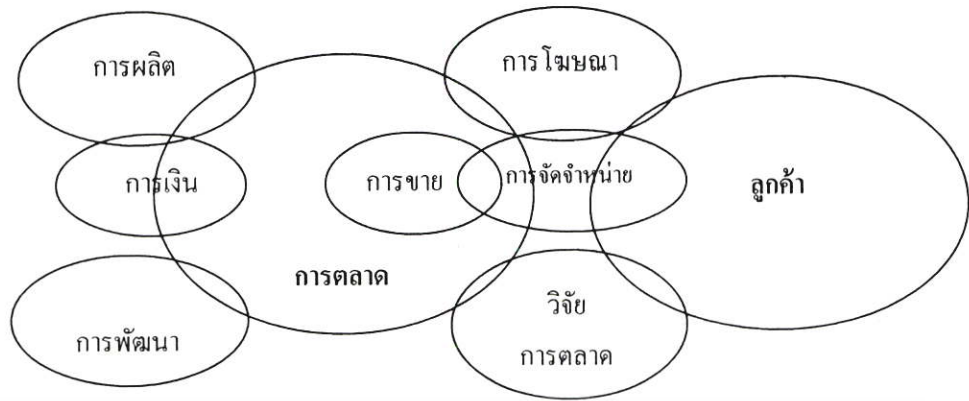 การผลิต
การโฆษณา
การเงิน
การขาย
การจัดจำหน่าย
ลูกค้า
การตลาด
วิจัย
การตลาด
การพัฒนา